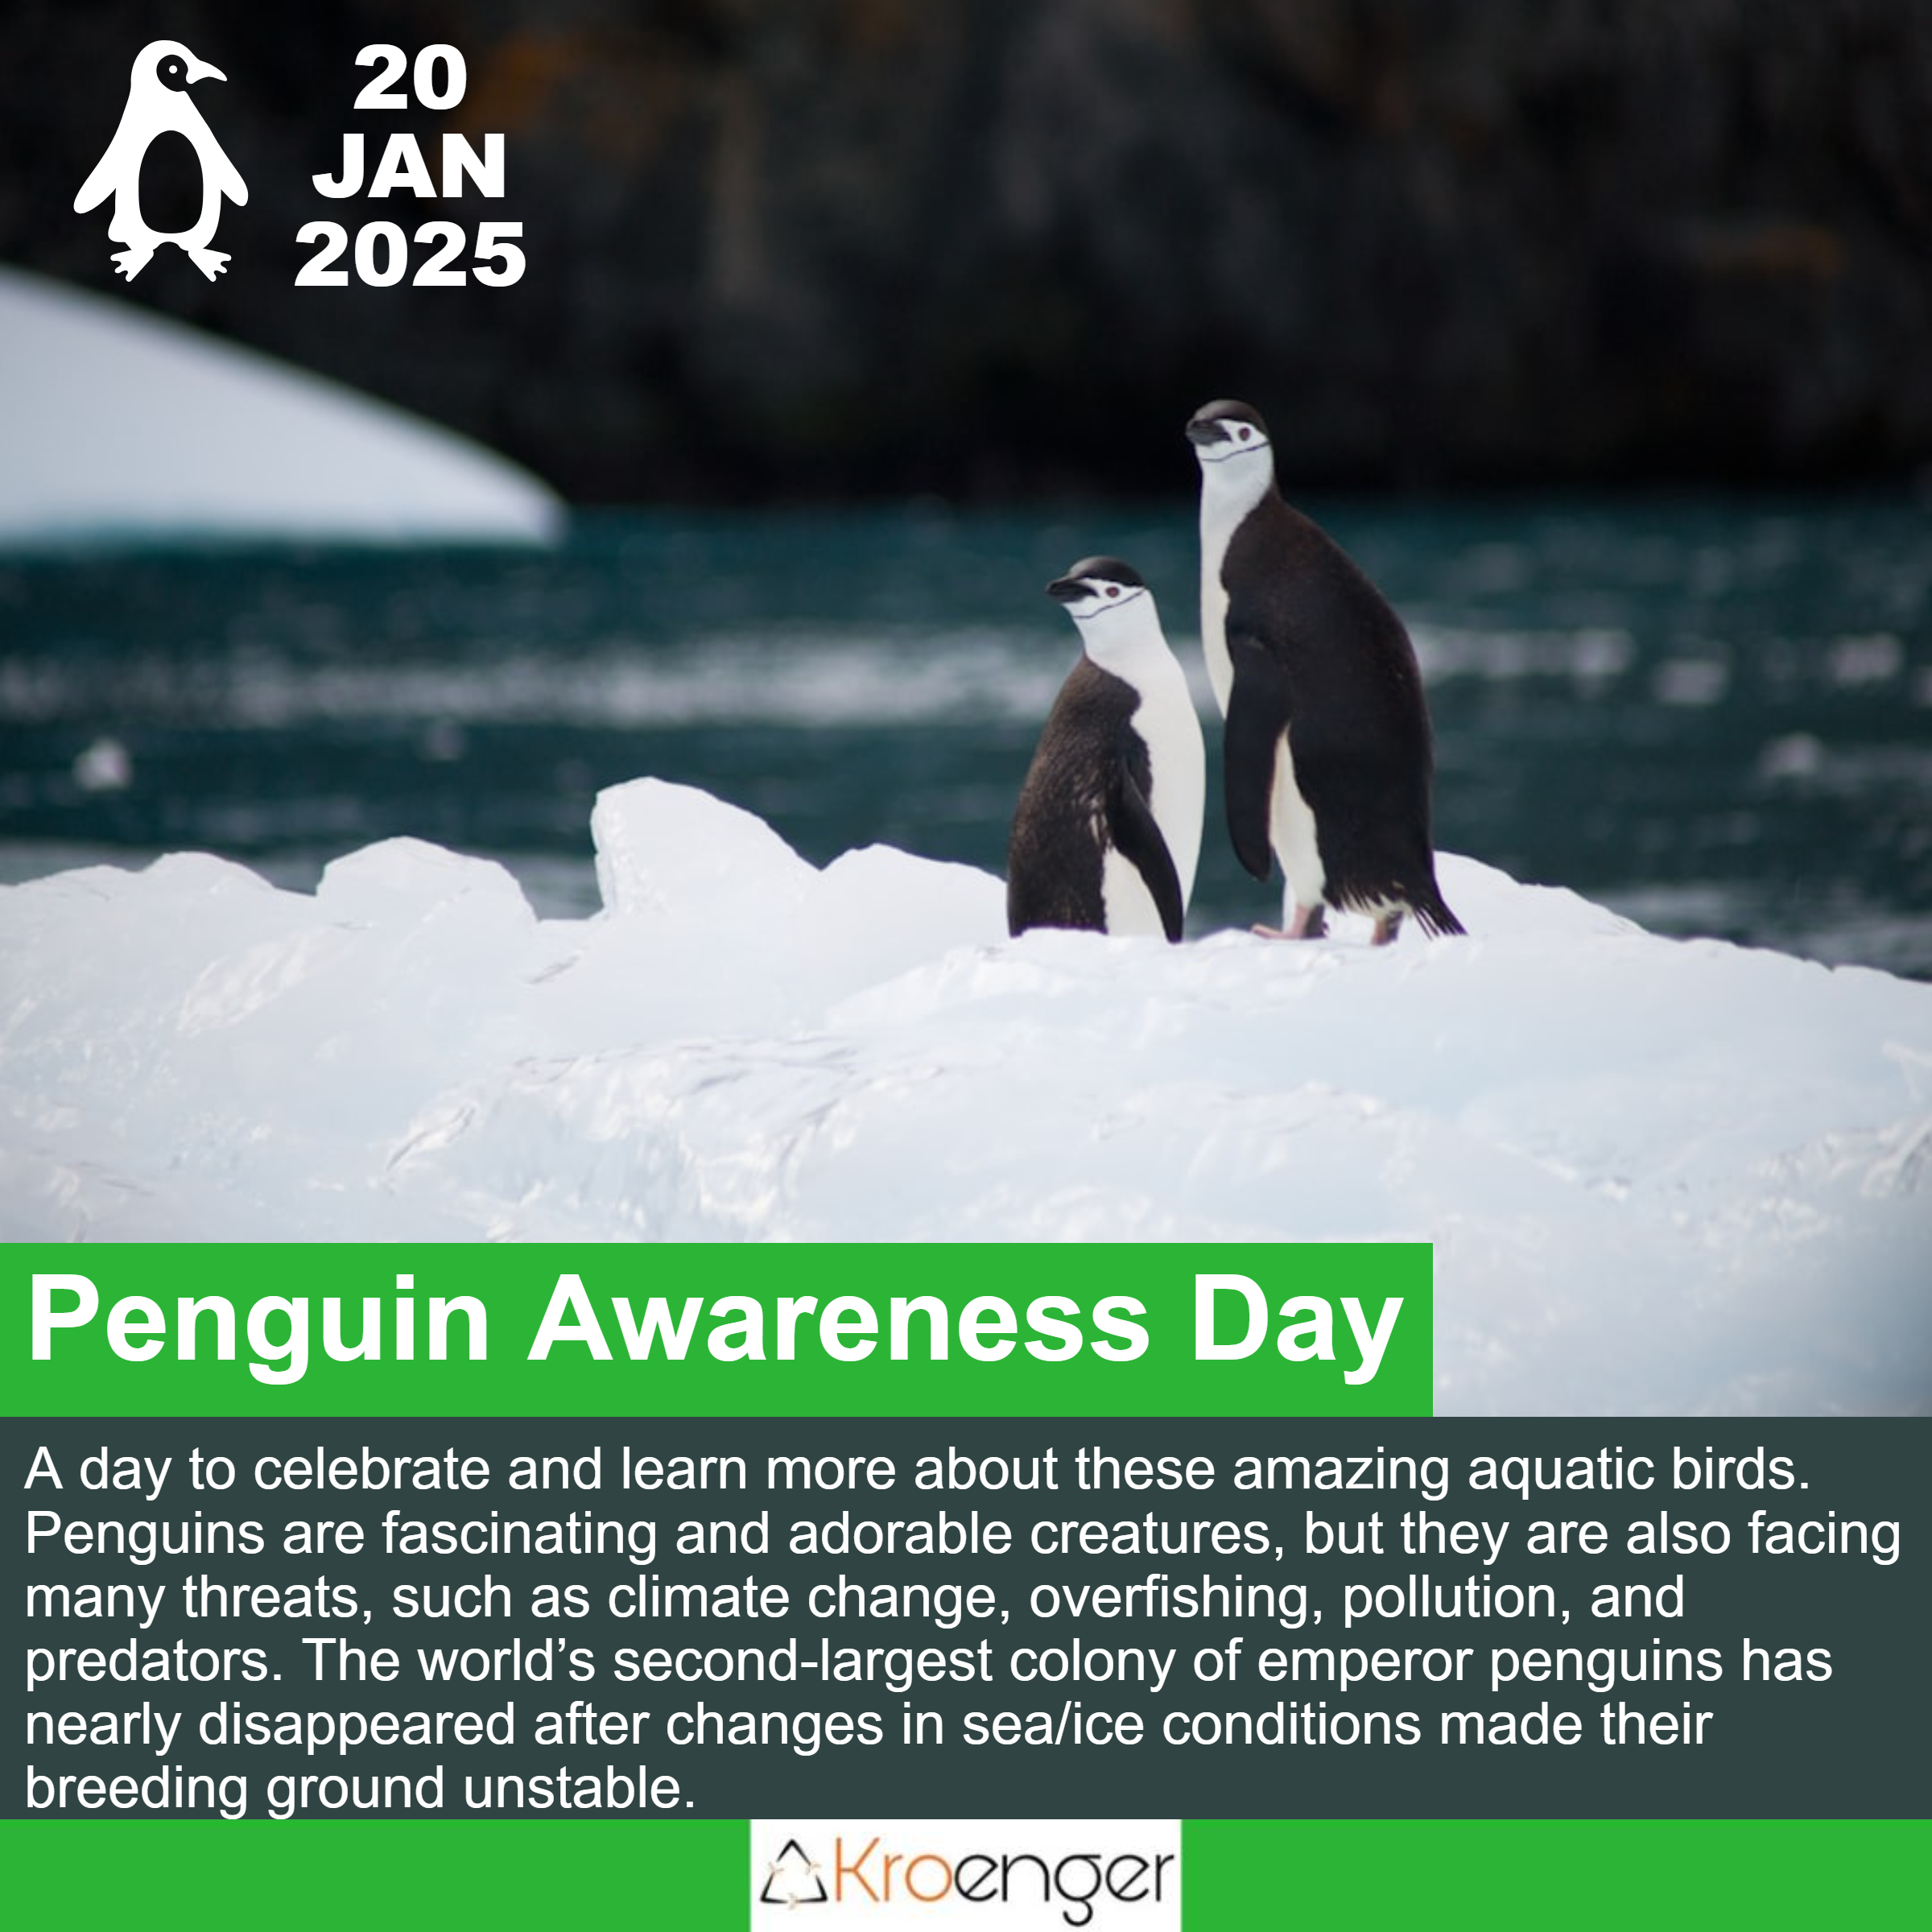 20
JAN
2025
Penguin Awareness Day
A day to celebrate and learn more about these amazing aquatic birds.
Penguins are fascinating and adorable creatures, but they are also facing
many threats, such as climate change, overfishing, pollution, and
predators. The world’s second-largest colony of emperor penguins has
nearly disappeared after changes in sea/ice conditions made their
breeding ground unstable.
Kroenger